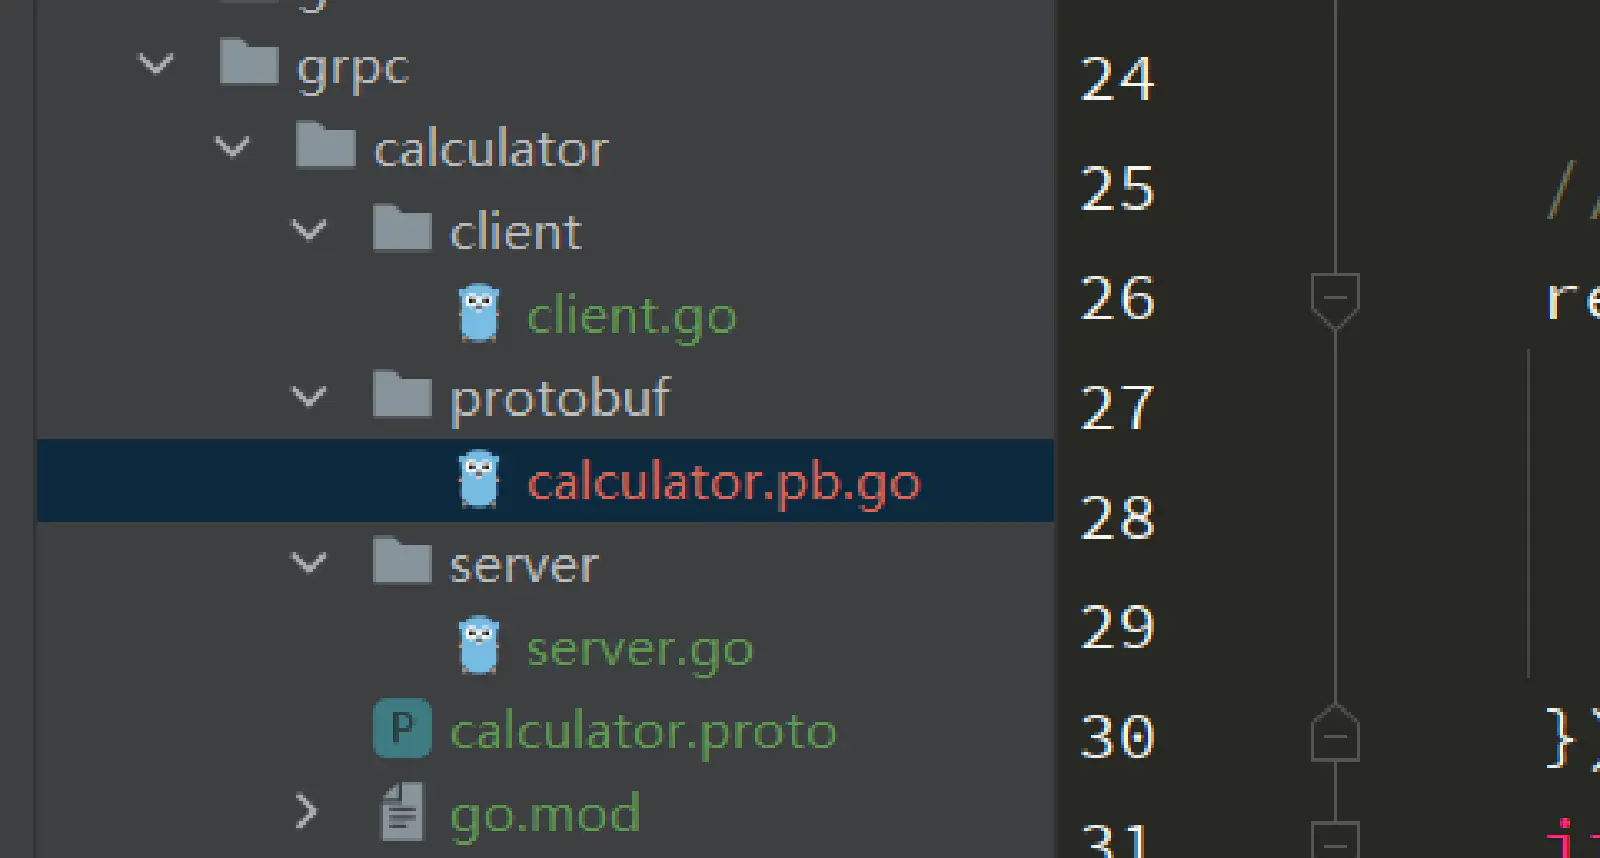 grpc
calculator
client
client.go
protobuf
calculator.pb.go
server
server.go
P calculator.proto
go.mod
24
25 //
26 re
27
28
29
30 })
31